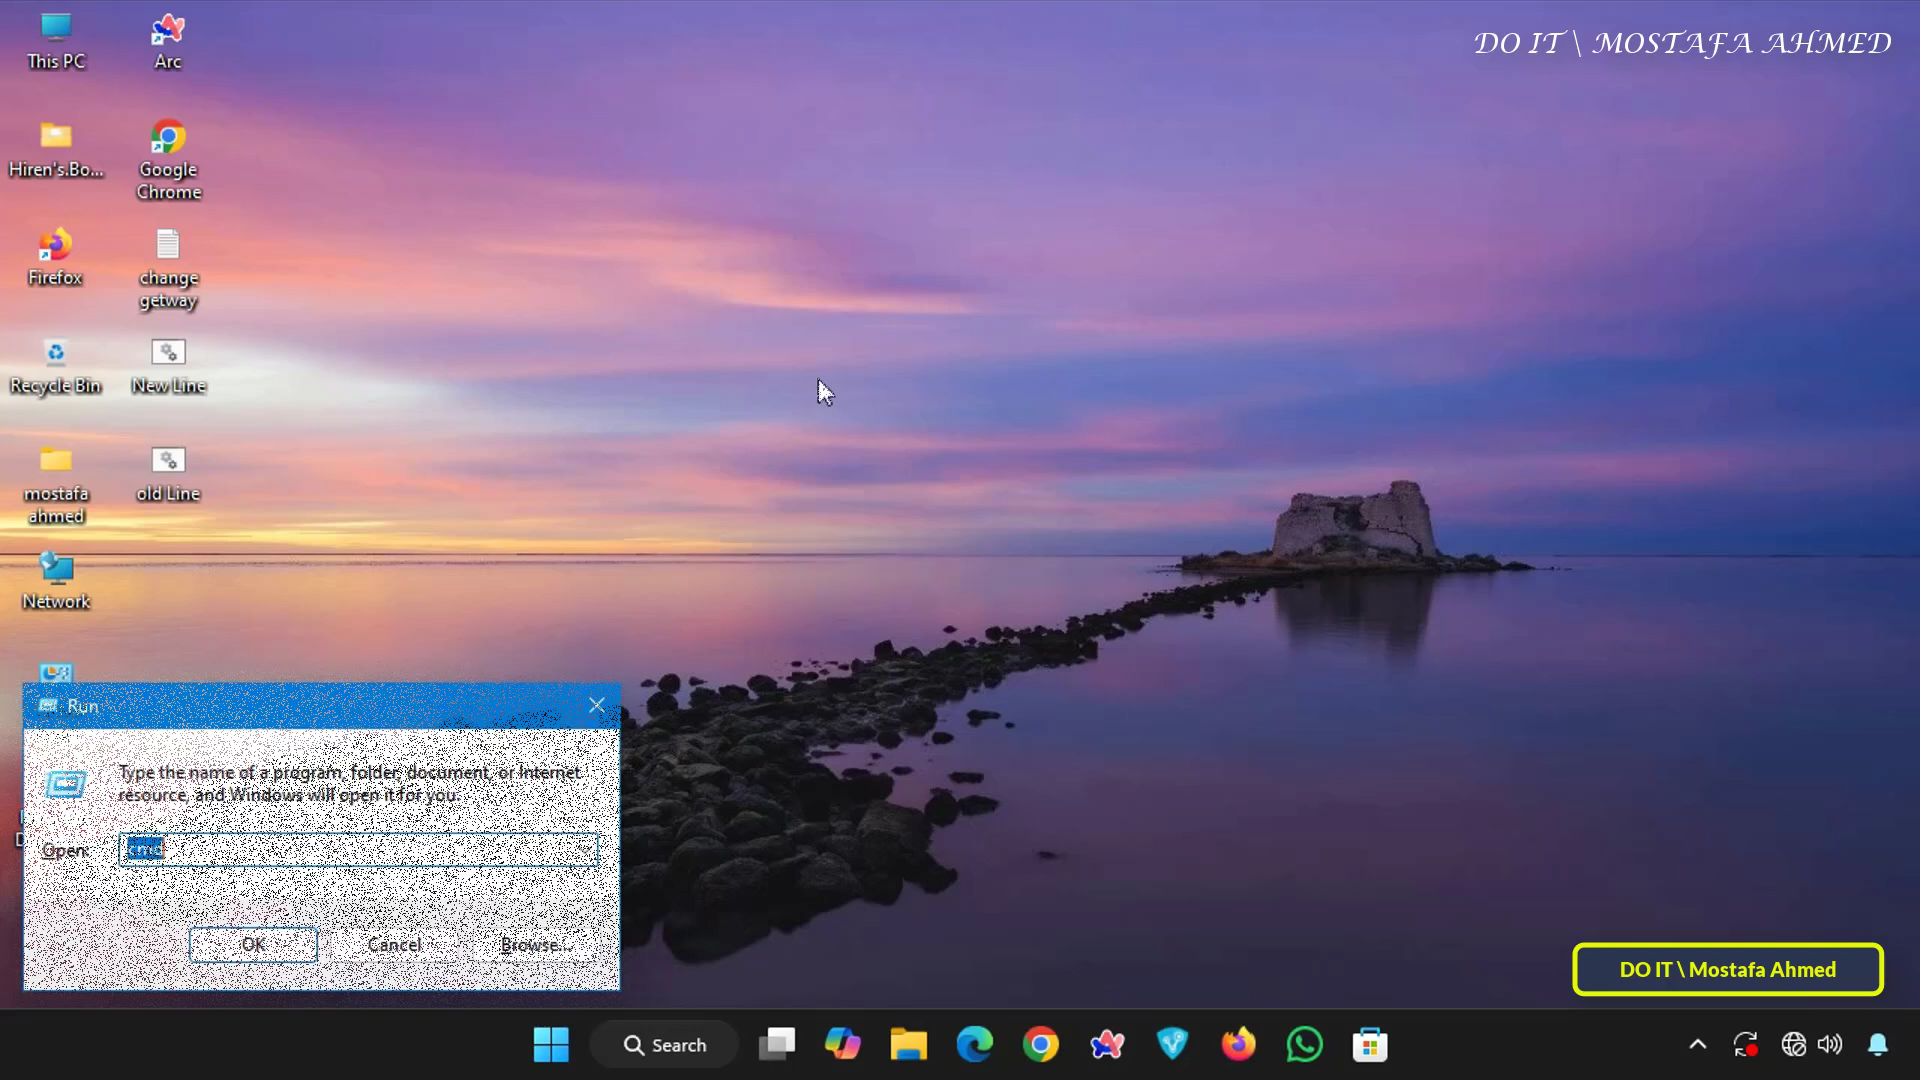 DO IT \ MOSTAFA AHMED
This PC
Arc
Hiren's.Bo...
Google
Chrome
Firefox
change
getway
Recycle Bin
New Line
mostafa
ahmed
old Line
Network
Run
Type the name of a program, folder, document, or Internet
resource, and Windows will open it for you.
Open:
cmd
OK
Cancel
Browse...
DO IT \ Mostafa Ahmed
Search